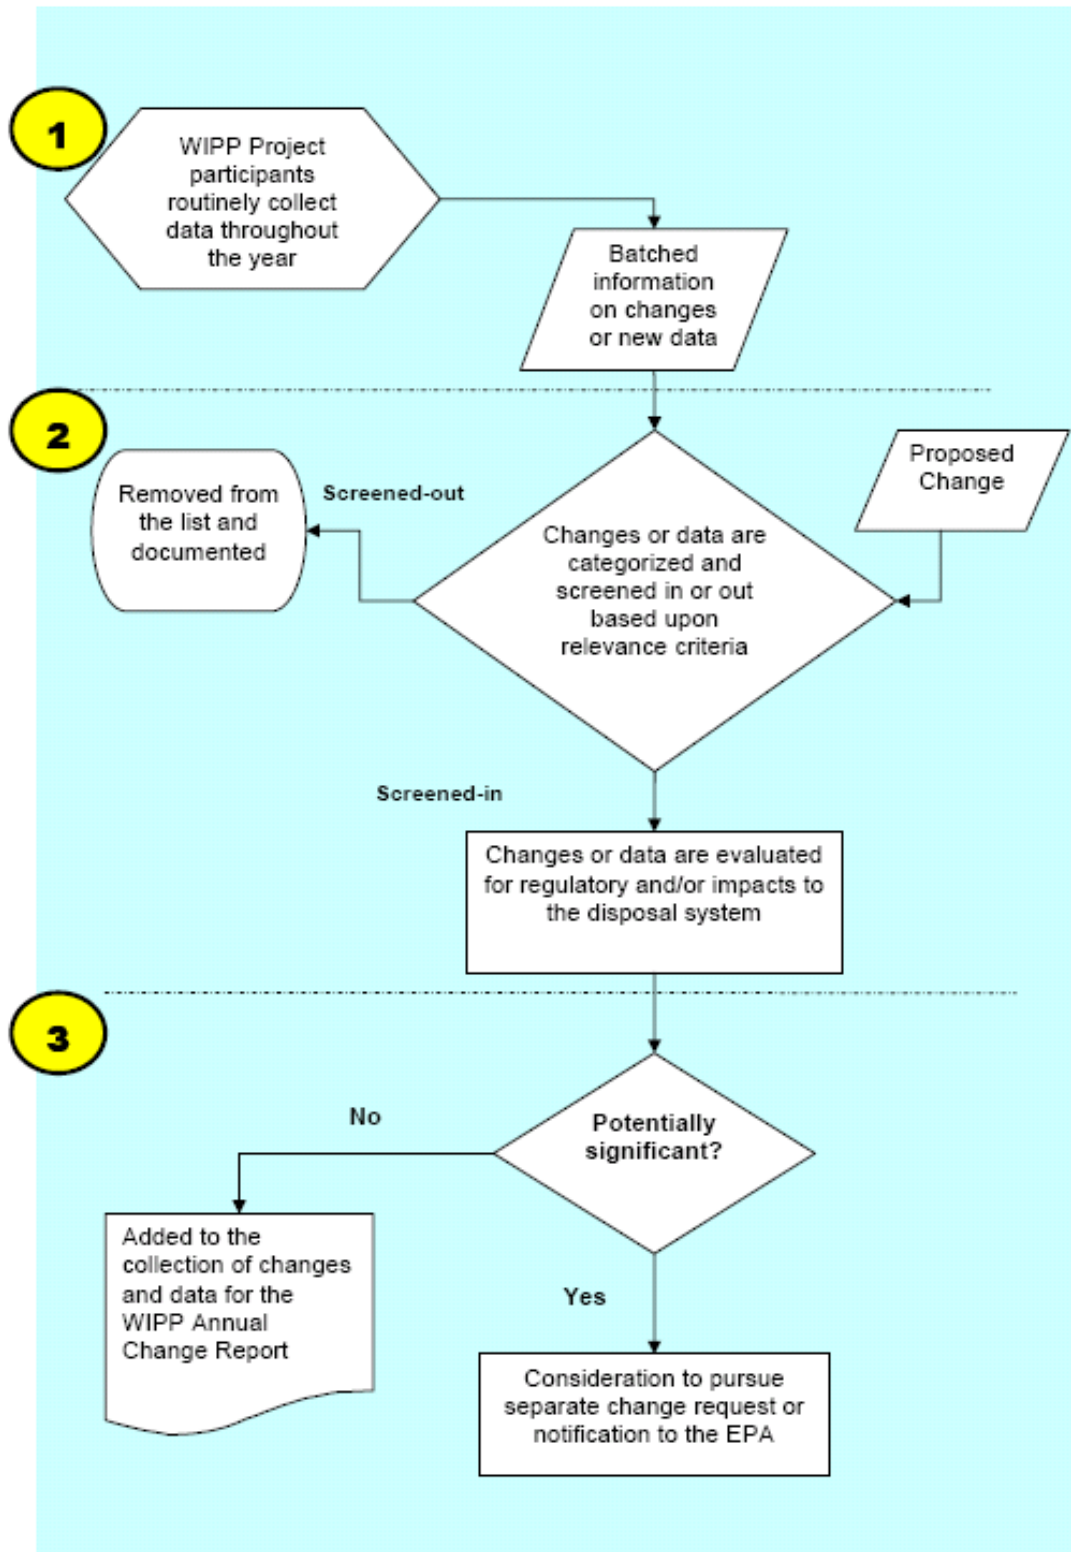 1
WIPP Project
participants
routinely collect
data throughout
the year
Batched
information
on changes
or new data
2
Removed from
the list and
documented
Screened-out
Changes or data are
categorized and
screened in or out
based upon
relevance criteria
Proposed
Change
Screened-in
Changes or data are evaluated
for regulatory and/or impacts to
the disposal system
3
Potentially
significant?
No
Added to the
collection of changes
and data for the
WIPP Annual
Change Report
Yes
Consideration to pursue
separate change request or
notification to the EPA